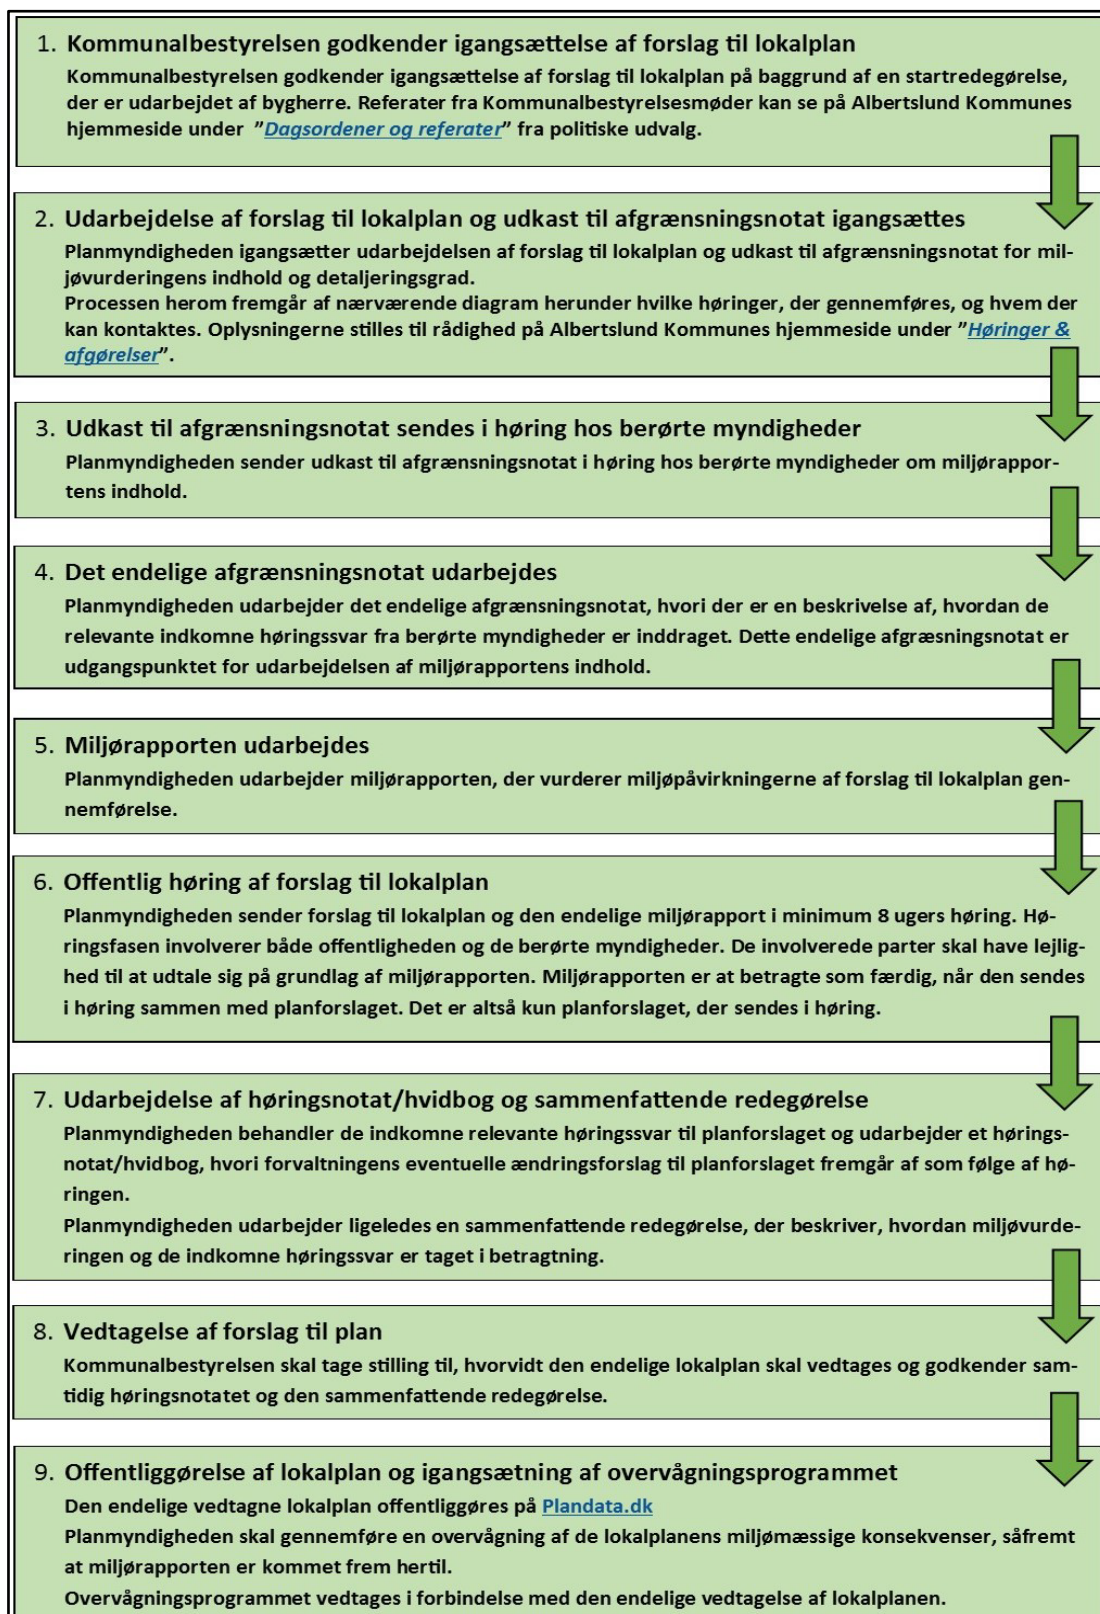 1. Kommunalbestyrelsen godkender igangsættelse af forslag til lokalplan
Kommunalbestyrelsen godkender igangsættelse af forslag til lokalplan på baggrund af en startredegørelse,
der er udarbejdet af bygherre. Referater fra Kommunalbestyrelsesmøder kan se på Albertslund Kommunes
hjemmeside under ”Dagsordener og referater” fra politiske udvalg.
2. Udarbejdelse af forslag til lokalplan og udkast til afgrænsningsnotat igangsættes
Planmyndigheden igangsætter udarbejdelsen af forslag til lokalplan og udkast til afgrænsningsnotat for mil-
jøvurderingens indhold og detaljeringsgrad.
Processen herom fremgår af nærværende diagram herunder hvilke høringer, der gennemføres, og hvem der
kan kontaktes. Oplysningerne stilles til rådighed på Albertslund Kommunes hjemmeside under ”Høringer &
afgørelser”.
3. Udkast til afgrænsningsnotat sendes i høring hos berørte myndigheder
Planmyndigheden sender udkast til afgrænsningsnotat i høring hos berørte myndigheder om miljørappor-
tens indhold.
4. Det endelige afgrænsningsnotat udarbejdes
Planmyndigheden udarbejder det endelige afgrænsningsnotat, hvori der er en beskrivelse af, hvordan de
relevante indkomne høringssvar fra berørte myndigheder er inddraget. Dette endelige afgræsningsnotat er
udgangspunktet for udarbejdelsen af miljørapportens indhold.
5. Miljørapporten udarbejdes
Planmyndigheden udarbejder miljørapporten, der vurderer miljøpåvirkningerne af forslag til lokalplan gen-
nemførelse.
6. Offentlig høring af forslag til lokalplan
Planmyndigheden sender forslag til lokalplan og den endelige miljørapport i minimum 8 ugers høring. Hø-
ringsfasen involverer både offentligheden og de berørte myndigheder. De involverede parter skal have lejlig-
hed til at udtale sig på grundlag af miljørapporten. Miljørapporten er at betragte som færdig, når den sendes
i høring sammen med planforslaget. Det er altså kun planforslaget, der sendes i høring.
7. Udarbejdelse af høringsnotat/hvidbog og sammenfattende redegørelse
Planmyndigheden behandler de indkomne relevante høringssvar til planforslaget og udarbejder et hørings-
notat/hvidbog, hvori forvaltningens eventuelle ændringsforslag til planforslaget fremgår af som følge af hø-
ringen.
Planmyndigheden udarbejder ligeledes en sammenfattende redegørelse, der beskriver, hvordan miljøvurde-
ringen og de indkomne høringssvar er taget i betragtning.
8. Vedtagelse af forslag til plan
Kommunalbestyrelsen skal tage stilling til, hvorvidt den endelige lokalplan skal vedtages og godkender sam-
tidig høringsnotatet og den sammenfattende redegørelse.
9. Offentliggørelse af lokalplan og igangsætning af overvågningsprogrammet
Den endelige vedtagne lokalplan offentliggøres på Plandata.dk
Planmyndigheden skal gennemføre en overvågning af de lokalplanens miljømæssige konsekvenser, såfremt
at miljørapporten er kommet frem hertil.
Overvågningsprogrammet vedtages i forbindelse med den endelige vedtagelse af lokalplanen.